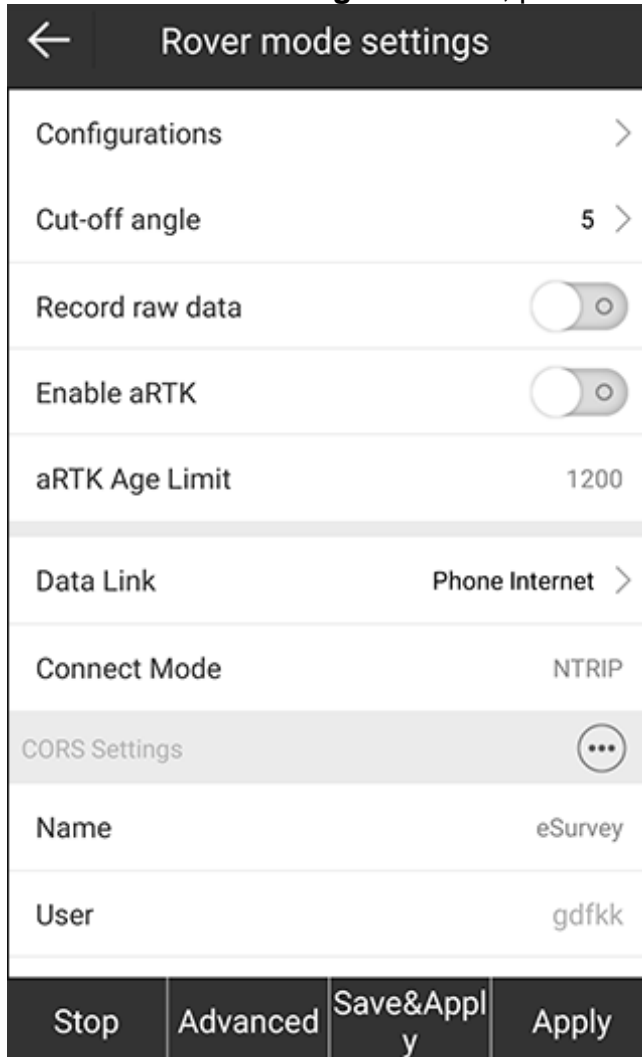 Rover mode settings
Configurations
Cut-off angle 5
Record raw data
Enable aRTK
aRTK Age Limit 1200
Data Link Phone Internet
Connect Mode NTRIP
CORS Settings
Name eSurvey
User gdfkk
Stop Advanced Save&Appl
y Apply